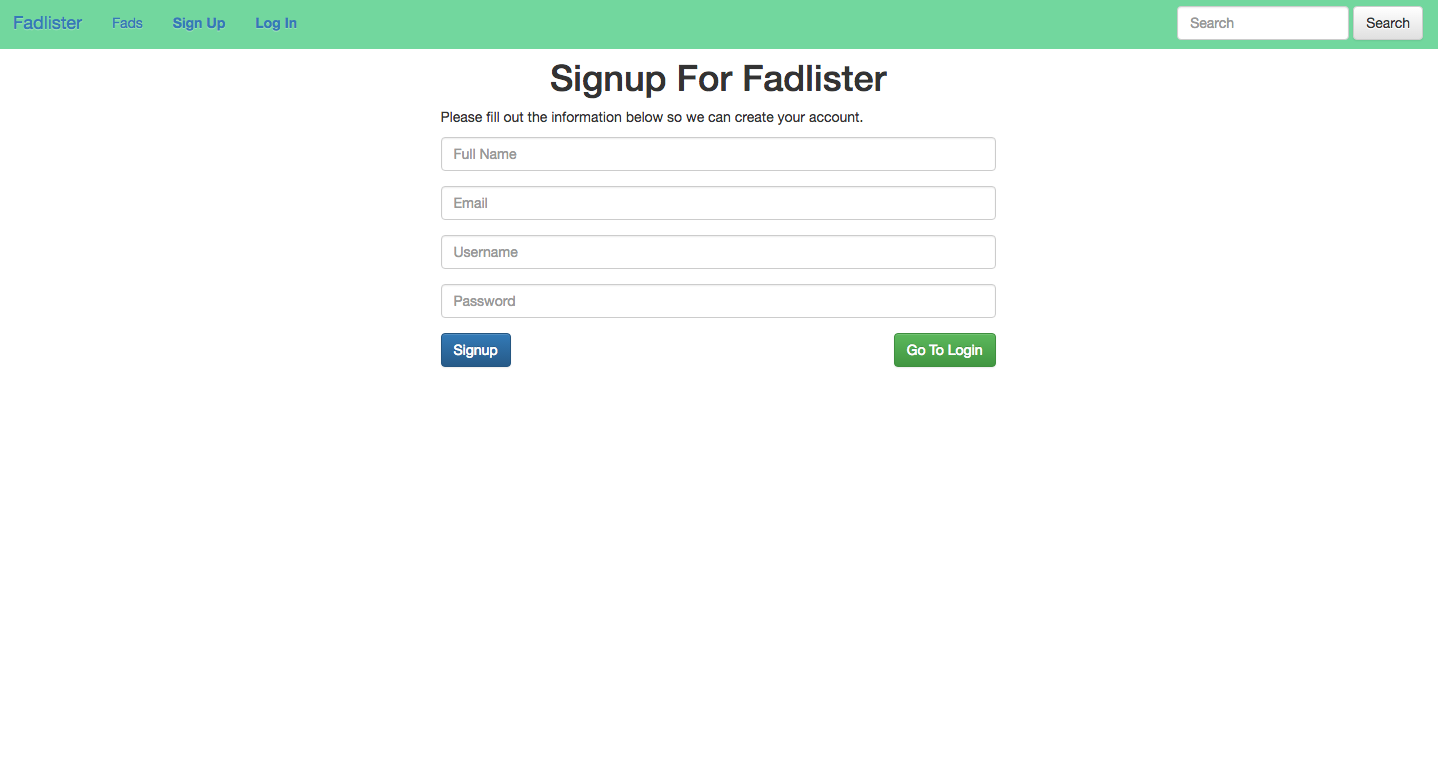 Fadlister Fads Sign Up Log In Search Search
Signup For Fadlister
Please fill out the information below so we can create your account.
Full Name
Email
Username
Password
Signup Go To Login